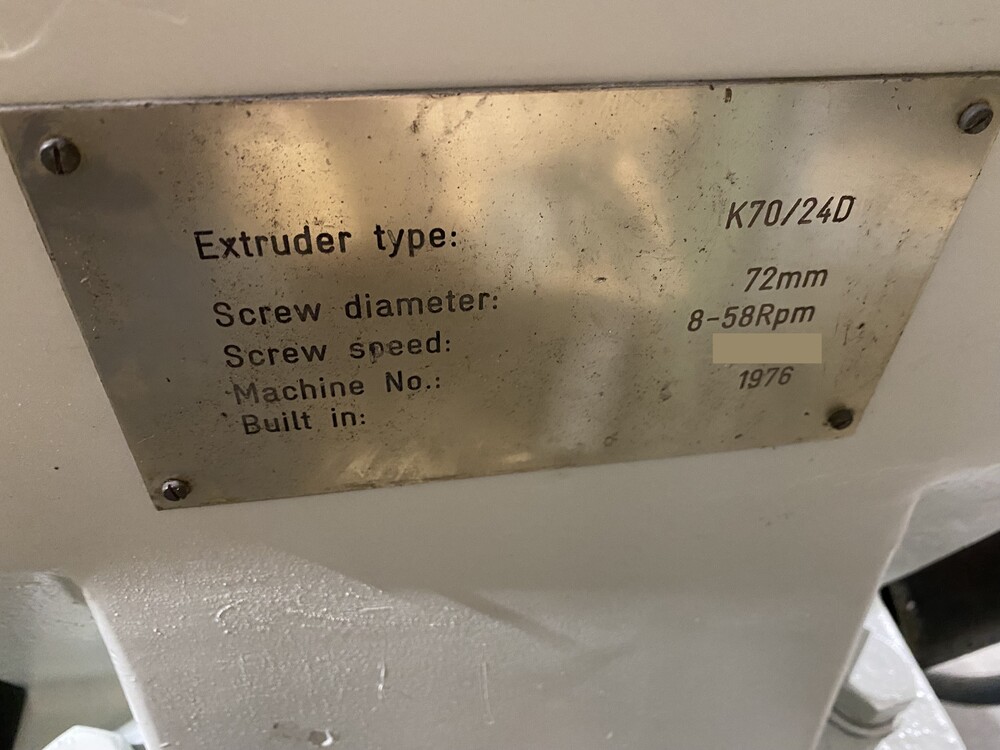 Extruder type: K70/24D
Screw diameter: 72mm
Screw speed: 8-58Rpm
Machine No.:
Built in: 1976